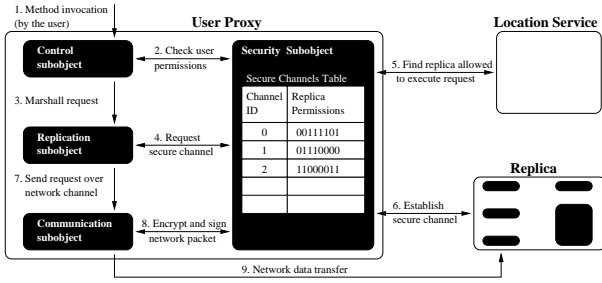 1. Method invocation
(by the user)
User Proxy
Location Service
Control
subobject
2. Check user
permissions
Security Subobject
Secure Channels Table
Channel
ID
Replica
Permissions
0 00111101
1 01110000
2 11000011
5. Find replica allowed
to execute request
3. Marshall request
Replication
subobject
4. Request
secure channel
7. Send request over
network channel
Replica
Communication
subobject
8. Encrypt and sign
network packet
6. Establish
secure channel
9. Network data transfer